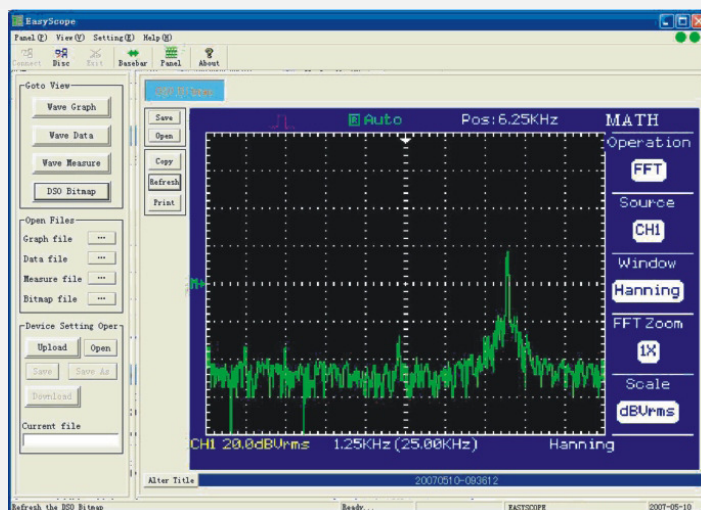 EasyScope
Panel(P) View(V) Setting(X) Help(H)
Connect Disc Exit Basebar Panel About
Goto View
Wave Graph
Wave Data
Wave Measure
DSO Bitmap
Open Files
Graph file ...
Data file ...
Measure file ...
Bitmap file ...
Device Setting Oper
Upload Open
Save Save As
Download
Current file
Save
Open
Copy
Refresh
Print
R Auto Pos:6.25KHz MATH
Operation
FFT
Source
CH1
Window
Hanning
FFT Zoom
1X
Scale
dBVrms
M
CH1 20.0dBVrms 1.25KHz(25.00KHz) Hanning
Alter Title 20070510-093612
Refresh the DSO Bitmap Ready... EASYSCOPE 2007-05-10